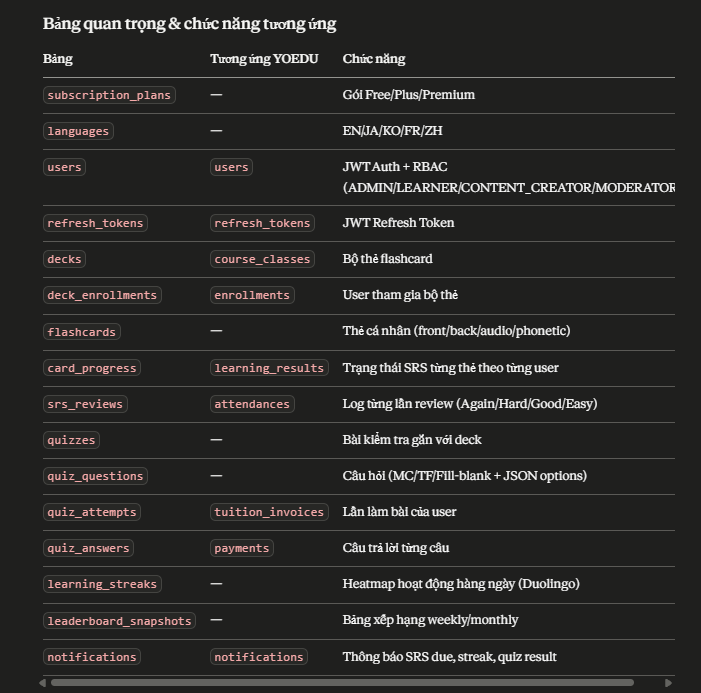 Bảng quan trọng & chức năng tương ứng
Bảng Tương ứng YOEDU Chức năng
subscription_plans — Gói Free/Plus/Premium
languages — EN/JA/KO/FR/ZH
users users JWT Auth + RBAC
(ADMIN/LEARNER/CONTENT_CREATOR/MODERATOR
refresh_tokens refresh_tokens JWT Refresh Token
decks course_classes Bộ thẻ flashcard
deck_enrollments enrollments User tham gia bộ thẻ
flashcards — Thẻ cá nhân (front/back/audio/phonetic)
card_progress learning_results Trạng thái SRS từng thẻ theo từng user
srs_reviews attendances Log từng lần review (Again/Hard/Good/Easy)
quizzes — Bài kiểm tra gắn với deck
quiz_questions — Câu hỏi (MC/TF/Fill-blank + JSON options)
quiz_attempts tuition_invoices Lần làm bài của user
quiz_answers payments Câu trả lời từng câu
learning_streaks — Heatmap hoạt động hàng ngày (Duolingo)
leaderboard_snapshots — Bảng xếp hạng weekly/monthly
notifications notifications Thông báo SRS due, streak, quiz result